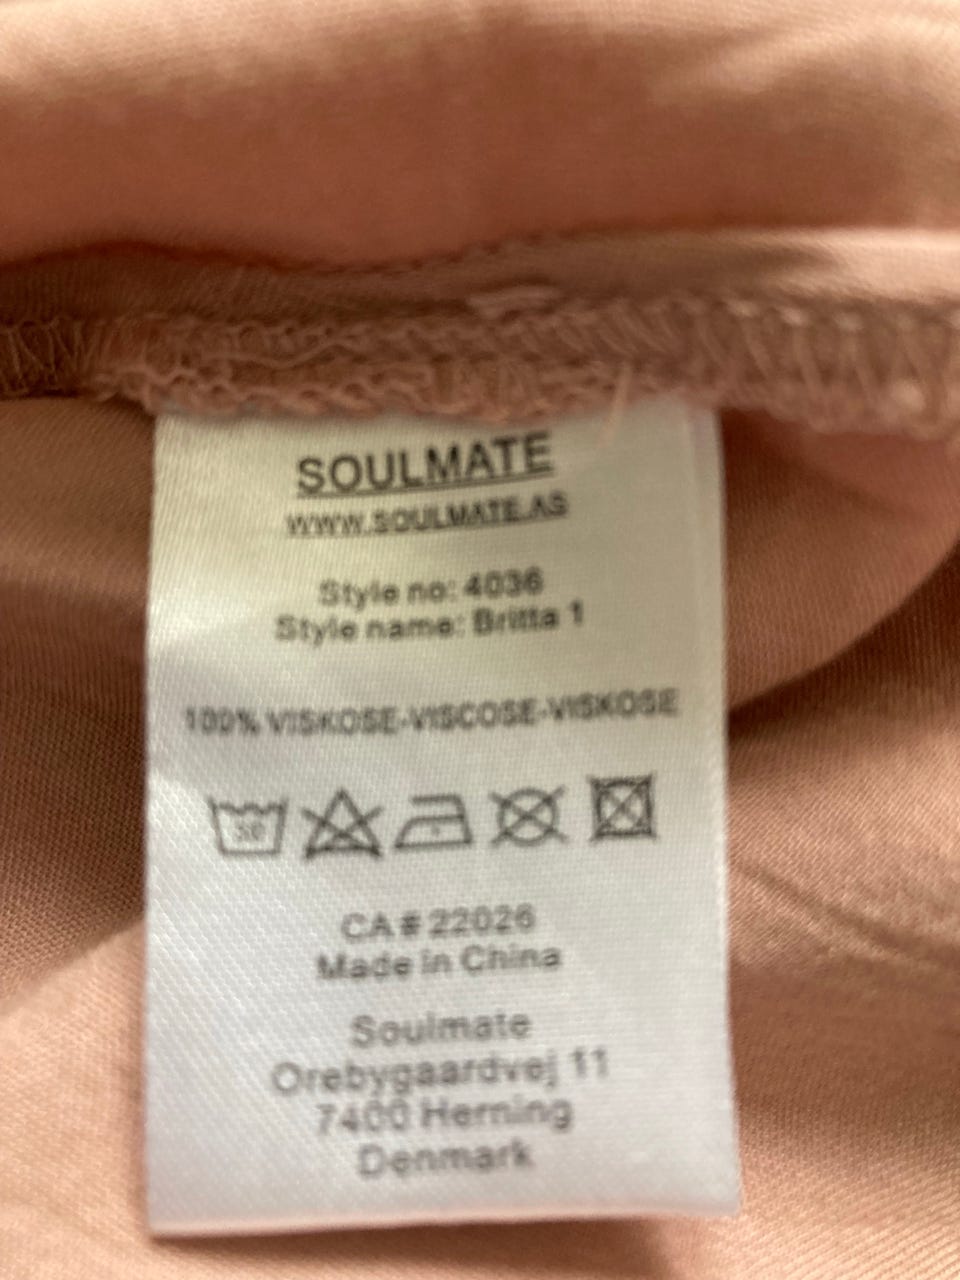 SOULMATE
WWW.SOULMATE.AS
Style no: 4036
Style name: Britta 1
100% VISKOSE-VISCOSE-VISKOSE
30
CA # 22026
Made in China
Soulmate
Orebygaardvej 11
7400 Herning
Denmark